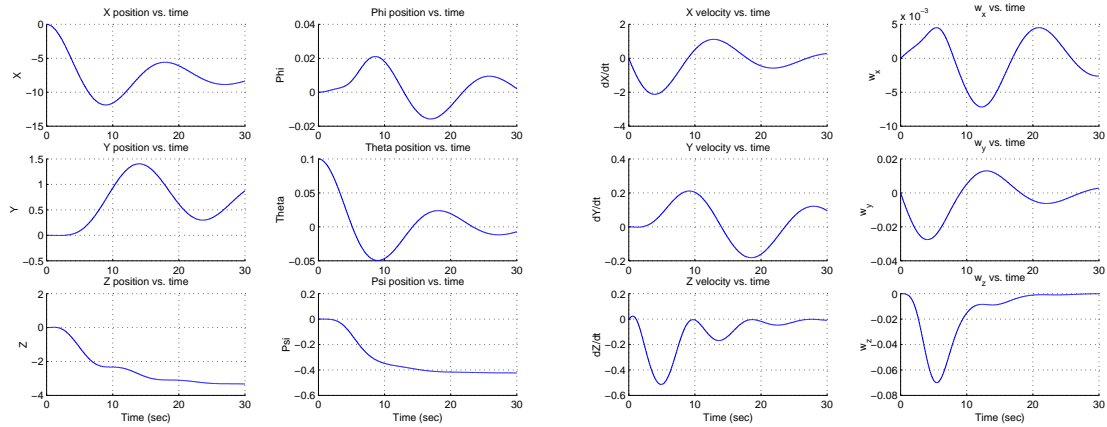 X position vs. time
0
−5
−10
−15
X
0 10 20 30
Phi position vs. time
0.04
0.02
0
−0.02
Phi
0 10 20 30
X velocity vs. time
2
0
−2
−4
dX/dt
0 10 20 30
w_x vs. time
x 10^−3
5
0
−5
−10
w_x
0 10 20 30
Y position vs. time
1.5
1
0.5
0
−0.5
Y
0 10 20 30
Theta position vs. time
0.1
0.05
0
−0.05
Theta
0 10 20 30
Y velocity vs. time
0.4
0.2
0
−0.2
dY/dt
0 10 20 30
w_y vs. time
0.02
0
−0.02
−0.04
w_y
0 10 20 30
Z position vs. time
2
0
−2
−4
Z
0 10 20 30
Time (sec)
Psi position vs. time
0.2
0
−0.2
−0.4
−0.6
Psi
0 10 20 30
Time (sec)
Z velocity vs. time
0.2
0
−0.2
−0.4
−0.6
dZ/dt
0 10 20 30
Time (sec)
w_z vs. time
0
−0.02
−0.04
−0.06
−0.08
w_z
0 10 20 30
Time (sec)